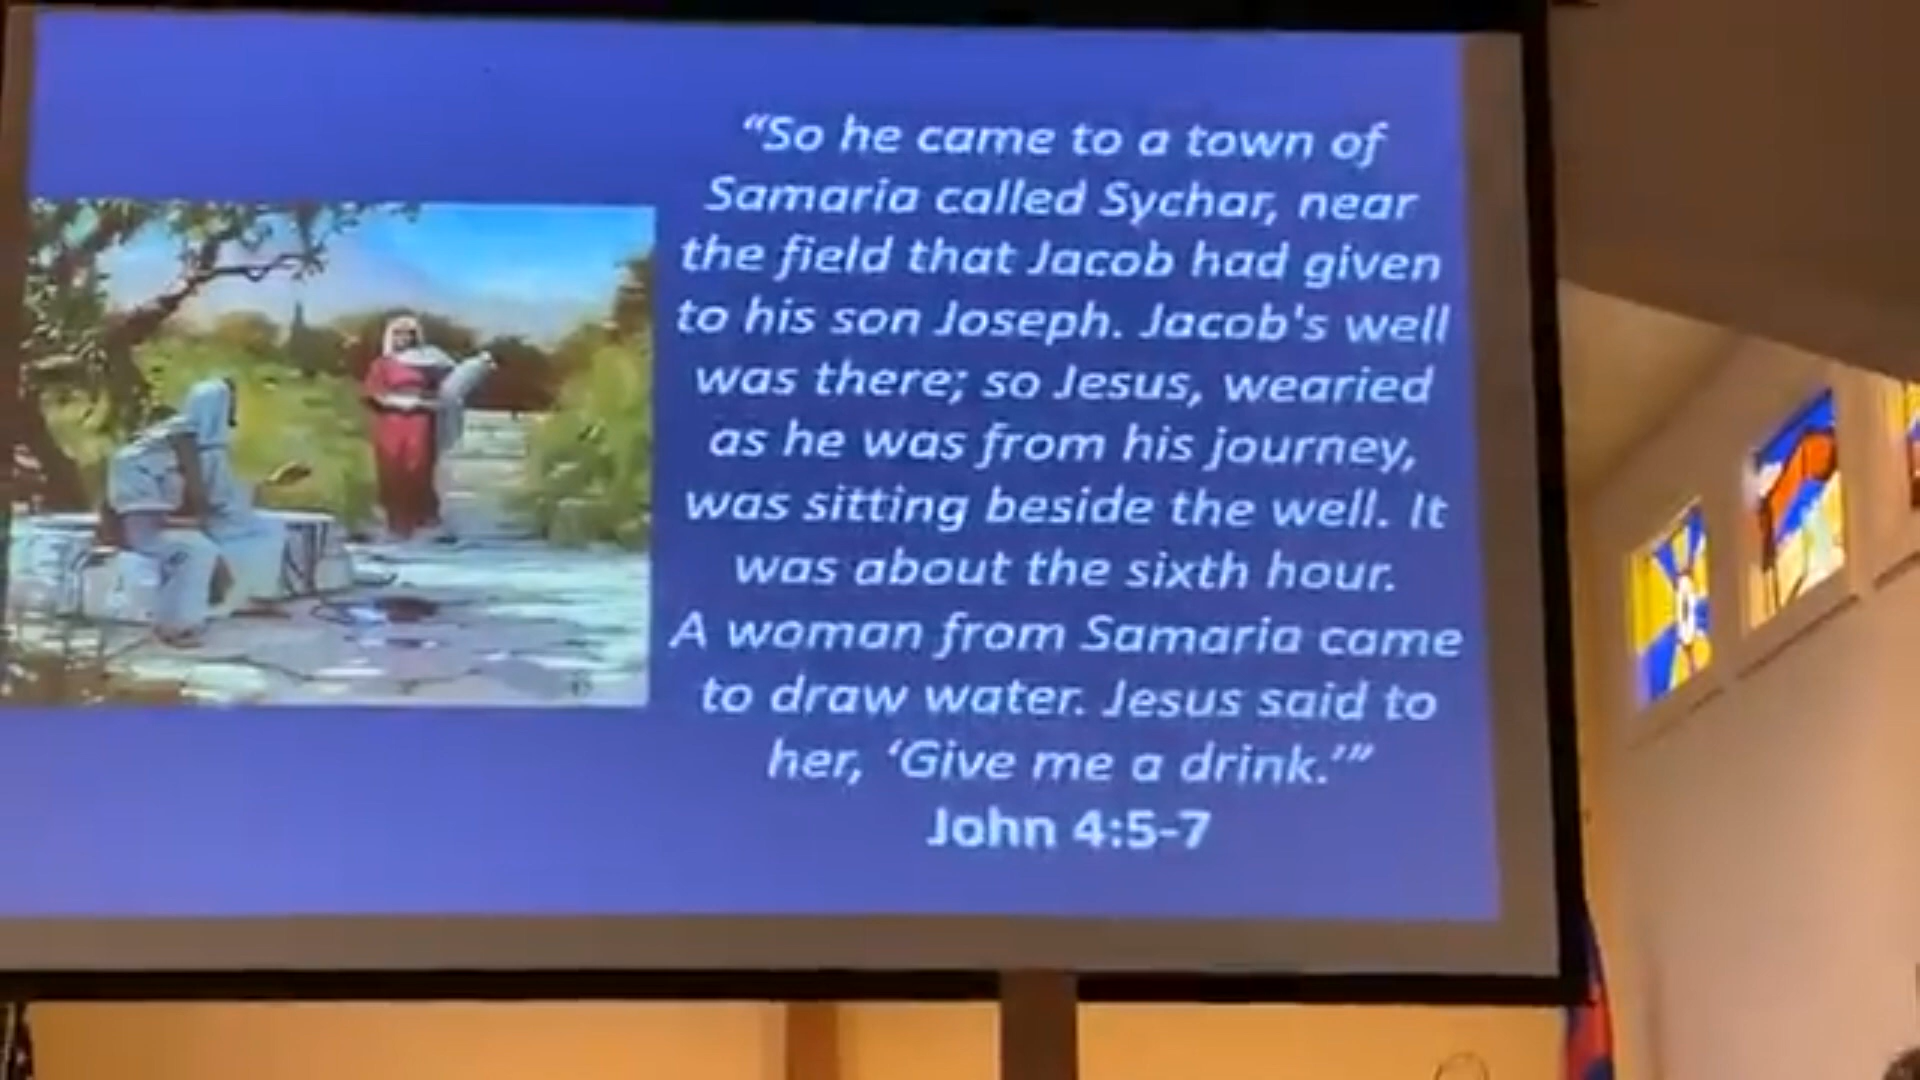 “So he came to a town of
Samaria called Sychar, near
the field that Jacob had given
to his son Joseph. Jacob's well
was there; so Jesus, wearied
as he was from his journey,
was sitting beside the well. It
was about the sixth hour.
A woman from Samaria came
to draw water. Jesus said to
her, ‘Give me a drink.’”
John 4:5-7